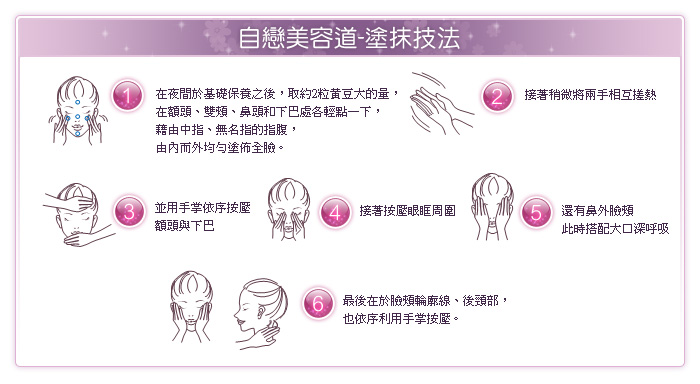 自戀美容道-塗抹技法
1
在夜間於基礎保養之後，取約2粒黃豆大的量，
在額頭、雙頰、鼻頭和下巴處各輕點一下，
藉由中指、無名指的指腹，
由內而外均勻塗佈全臉。
2
接著稍微將兩手相互搓熱
3
並用手掌依序按壓
額頭與下巴
4
接著按壓眼眶周圍
5
還有鼻外臉頰
此時搭配大口深呼吸
6
最後在於臉頰輪廓線、後頸部，
也依序利用手掌按壓。